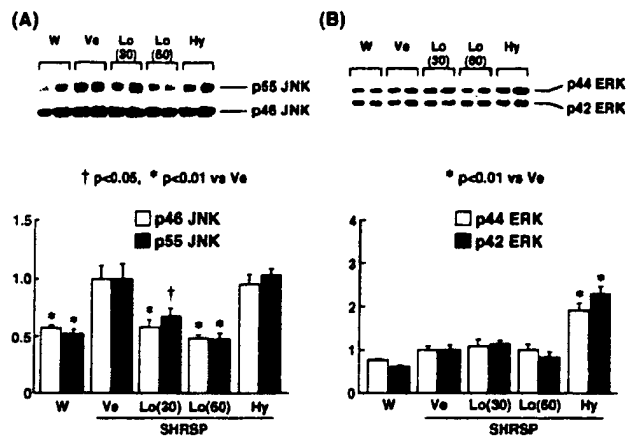 (A)
W Ve Lo (30) Lo (60) Hy
p55 JNK
p46 JNK
† p<0.05, * p<0.01 vs Ve
p46 JNK
p55 JNK
1.5
1.0
0.5
* * * † * *
W Ve Lo(30) Lo(60) Hy
SHRSP
(B)
W Ve Lo (30) Lo (60) Hy
p44 ERK
p42 ERK
* p<0.01 vs Ve
p44 ERK
p42 ERK
4
3
2
1
0
* *
W Ve Lo(30) Lo(60) Hy
SHRSP